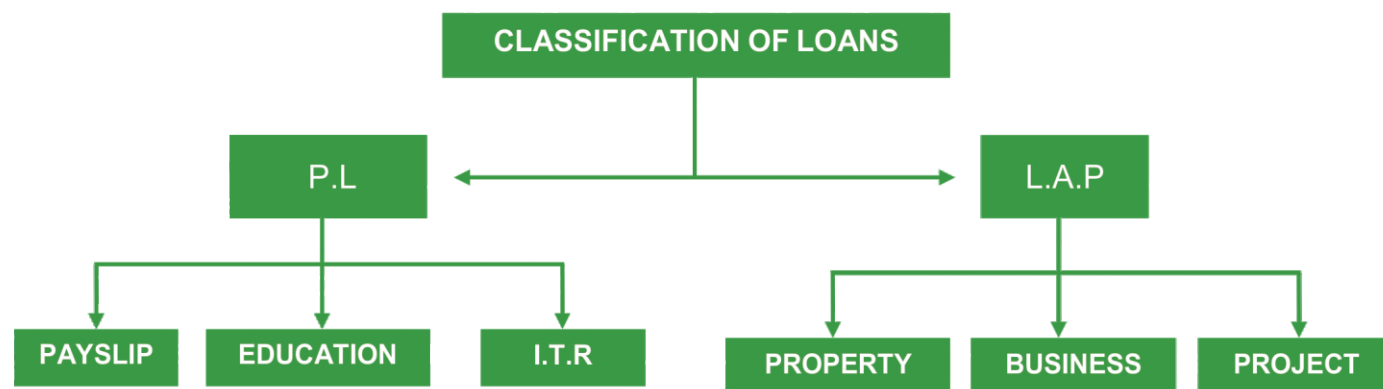 CLASSIFICATION OF LOANS
P.L
L.A.P
PAYSLIP
EDUCATION
I.T.R
PROPERTY
BUSINESS
PROJECT